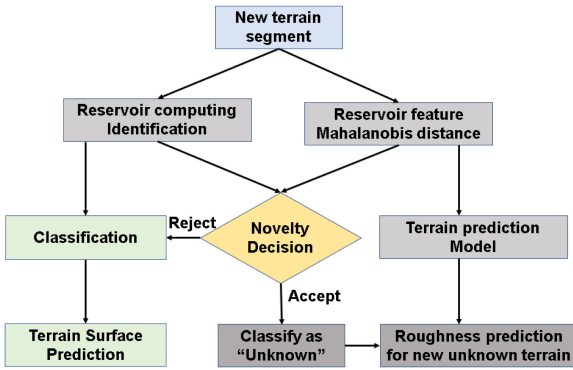 New terrain
segment
Reservoir computing
Identification
Reservoir feature
Mahalanobis distance
Classification
Reject
Novelty
Decision
Terrain prediction
Model
Accept
Terrain Surface
Prediction
Classify as
“Unknown”
Roughness prediction
for new unknown terrain